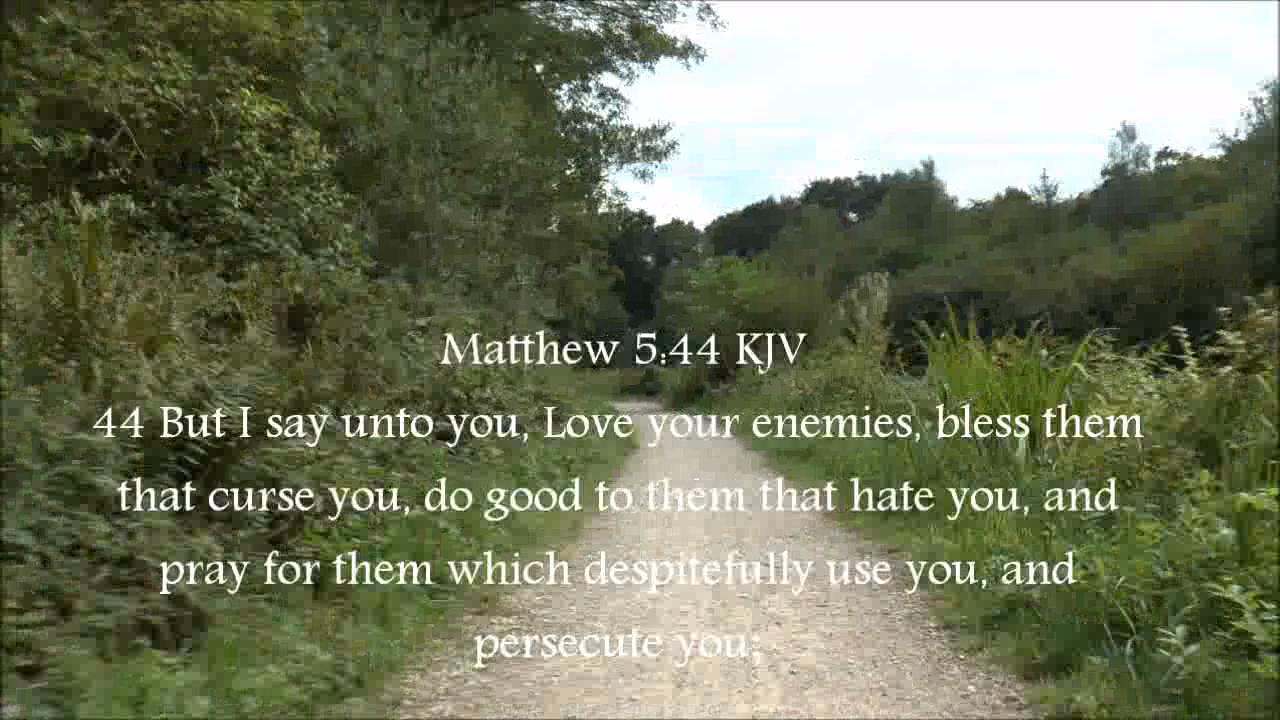 Matthew 5:44 KJV
44 But I say unto you, Love your enemies, bless them
that curse you, do good to them that hate you, and
pray for them which despitefully use you, and
persecute you;